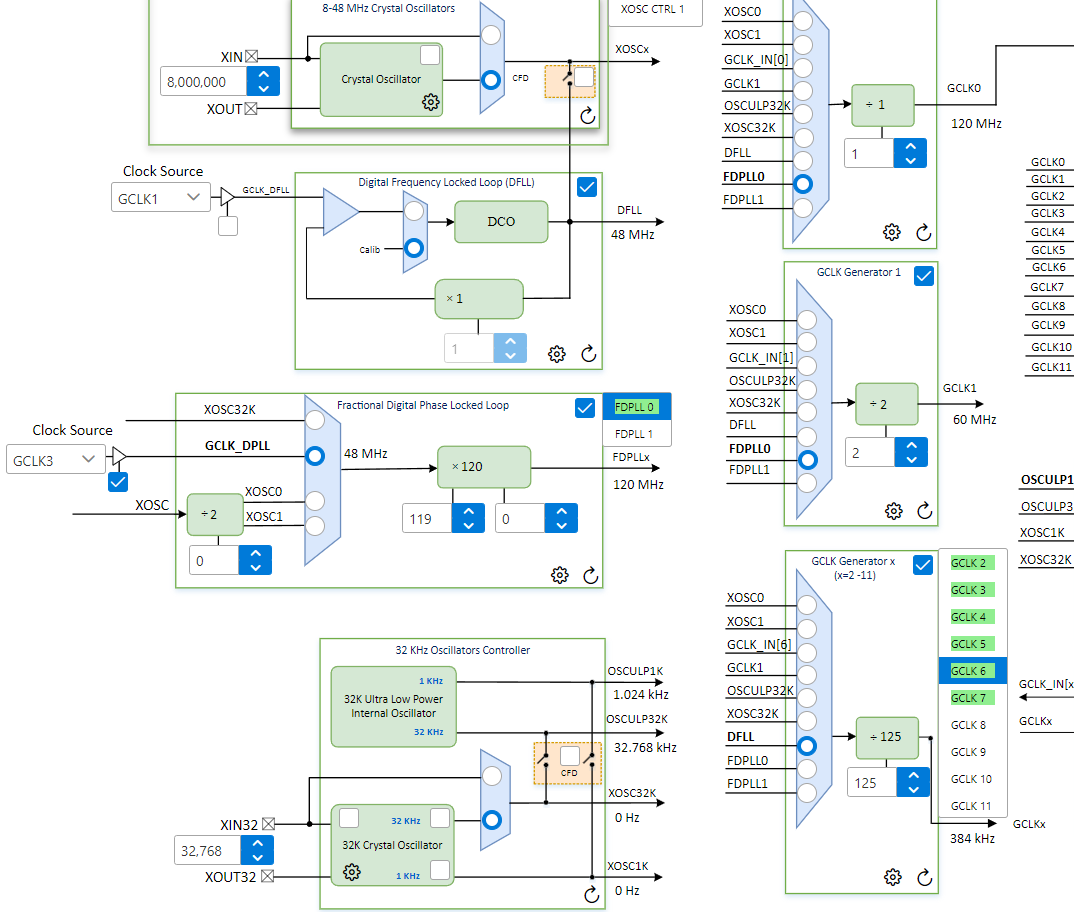 8-48 MHz Crystal Oscillators
XOSC CTRL 1
XIN
8,000,000
XOUT
Crystal Oscillator
CFD
XOSCx
Clock Source
GCLK1
GCLK_DFLL
Digital Frequency Locked Loop (DFLL)
Calib
DCO
DFLL
48 MHz
× 1
1
Clock Source
GCLK3
XOSC32K
GCLK_DPLL
XOSC
÷ 2
0
XOSC0
XOSC1
Fractional Digital Phase Locked Loop
48 MHz
× 120
119
0
FDPLL 0
FDPLL 1
FDPLLx
120 MHz
32 KHz Oscillators Controller
1 KHz
32K Ultra Low Power
Internal Oscillator
32 KHz
OSCULP1K
1.024 kHz
OSCULP32K
32.768 kHz
CFD
XIN32
32,768
XOUT32
32 KHz
32K Crystal Oscillator
1 KHz
XOSC32K
0 Hz
XOSC1K
0 Hz
XOSC0
XOSC1
GCLK_IN[0]
GCLK1
OSCULP32K
XOSC32K
DFLL
FDPLL0
FDPLL1
÷ 1
1
GCLK0
120 MHz
GCLK Generator 1
XOSC0
XOSC1
GCLK_IN[1]
OSCULP32K
XOSC32K
DFLL
FDPLL0
FDPLL1
÷ 2
2
GCLK1
60 MHz
GCLK Generator x
(x=2 -11)
XOSC0
XOSC1
GCLK_IN[6]
GCLK1
OSCULP32K
XOSC32K
DFLL
FDPLL0
FDPLL1
÷ 125
125
GCLK 2
GCLK 3
GCLK 4
GCLK 5
GCLK 6
GCLK 7
GCLK 8
GCLK 9
GCLK 10
GCLK 11
GCLKx
384 kHz
GCLK0
GCLK1
GCLK2
GCLK3
GCLK4
GCLK5
GCLK6
GCLK7
GCLK8
GCLK9
GCLK10
GCLK11
OSCULP1
OSCULP3
XOSC1K
XOSC32K
GCLK_IN[x
GCLKx